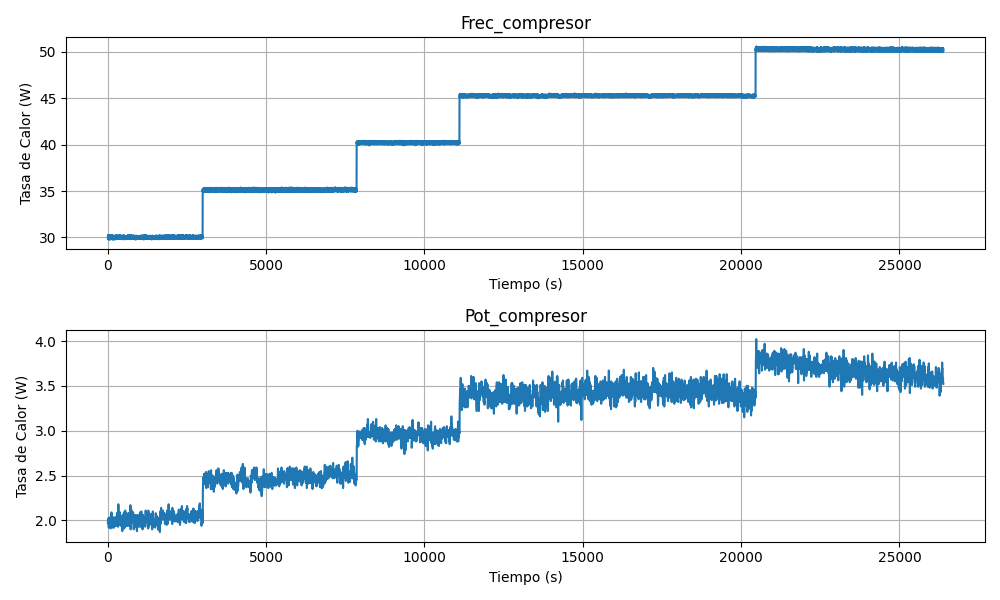 Frec_compresor
Tasa de Calor (W)
50
45
40
35
30
0 5000 10000 15000 20000 25000
Tiempo (s)
Pot_compresor
Tasa de Calor (W)
4.0
3.5
3.0
2.5
2.0
0 5000 10000 15000 20000 25000
Tiempo (s)